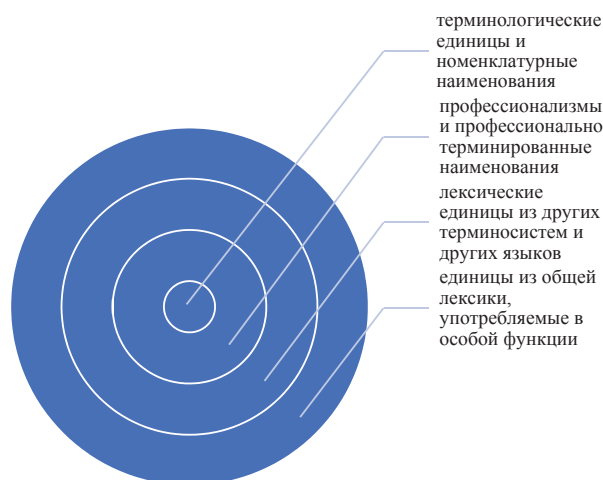 терминологические
единицы и
номенклатурные
наименования
профессионализмы
и профессионально
терминированные
наименования
лексические
единицы из других
терминосистем и
других языков
единицы из общей
лексики,
употребляемые в
особой функции